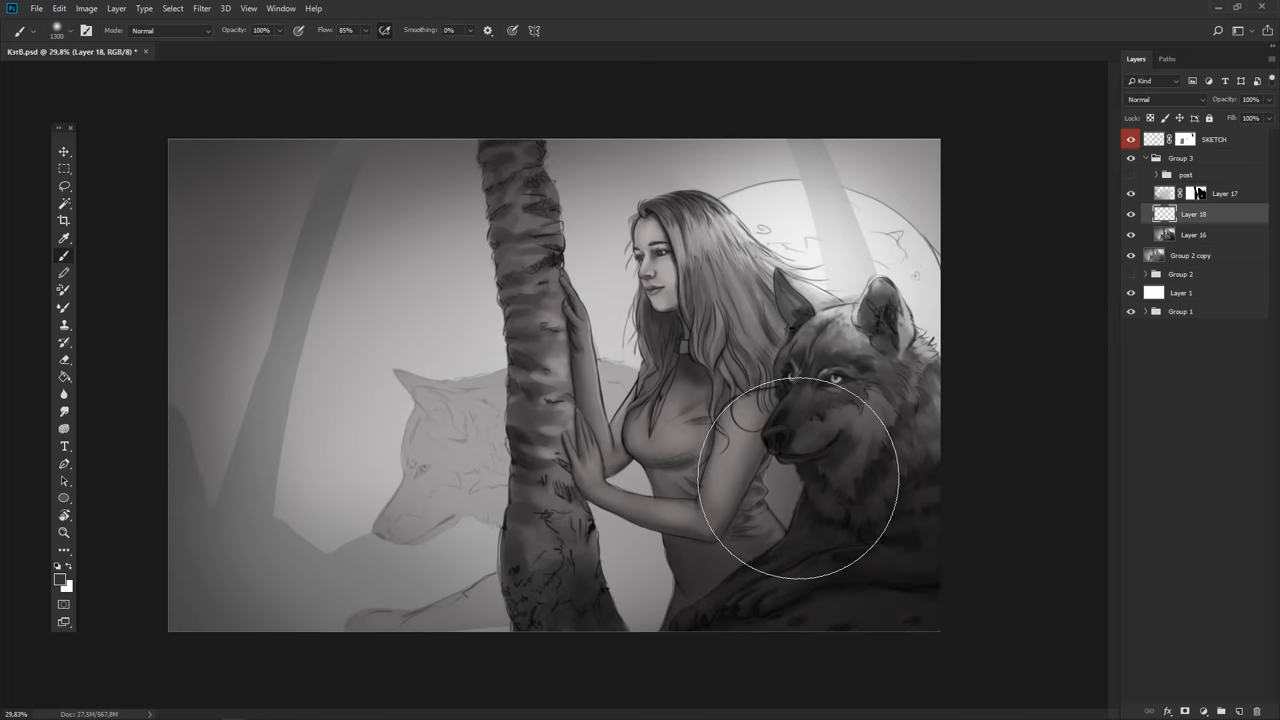 Ps File Edit Image Layer Type Select Filter 3D View Window Help
1300 Mode: Normal Opacity: 100% Flow: 85% Smoothing: 0%
КэтВ.psd @ 29,8% (Layer 18, RGB/8) * ×
Layers Paths
Kind
Normal Opacity: 100%
Lock: Fill: 100%
SKETCH
Group 3
post
Layer 17
Layer 18
Layer 16
Group 2 copy
Group 2
Layer 1
Group 1
29,83% Doc: 27,5M/567,8M